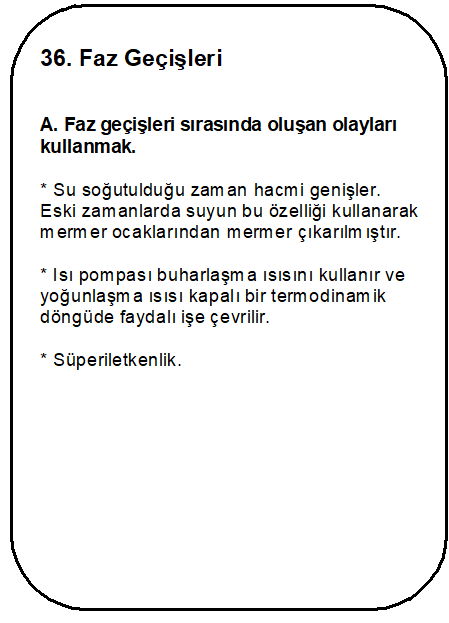 36. Faz Geçişleri
A. Faz geçişleri sırasında oluşan olayları
kullanmak.
* Su soğutulduğu zaman hacmi genişler.
Eski zamanlarda suyun bu özelliği kullanarak
mermer ocaklarından mermer çıkarılmıştır.
* Isı pompası buharlaşma ısısını kullanır ve
yoğunlaşma ısısı kapalı bir termodinamik
döngüde faydalı işe çevrilir.
* Süperiletkenlik.